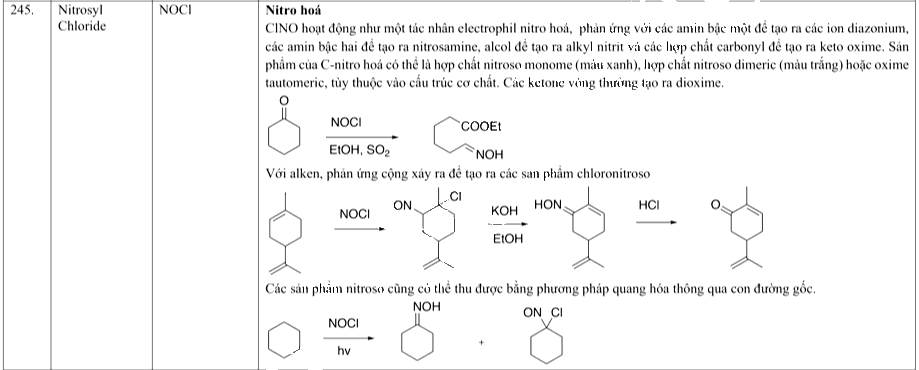 245. Nitrosyl Chloride NOCl Nitro hoá
ClNO hoạt động như một tác nhân electrophil nitro hoá, phản ứng với các amin bậc một để tạo ra các ion diazonium,
các amin bậc hai để tạo ra nitrosamine, alcol để tạo ra alkyl nitrit và các hợp chất carbonyl để tạo ra keto oxime. Sản
phẩm của C-nitro hoá có thể là hợp chất nitroso monome (màu xanh), hợp chất nitroso dimeric (màu trắng) hoặc oxime
tautomeric, tùy thuộc vào cấu trúc cơ chất. Các ketone vòng thường tạo ra dioxime.
O
NOCl
EtOH, SO2
COOEt
NOH
Với alken, phản ứng cộng xảy ra để tạo ra các san phẩm chloronitroso
NOCl
ON
Cl
KOH
EtOH
HON
HCl
O
Các sản phẩm nitroso cũng có thể thu được bằng phương pháp quang hóa thông qua con đường gốc.
NOCl
hv
NOH
+
ON Cl